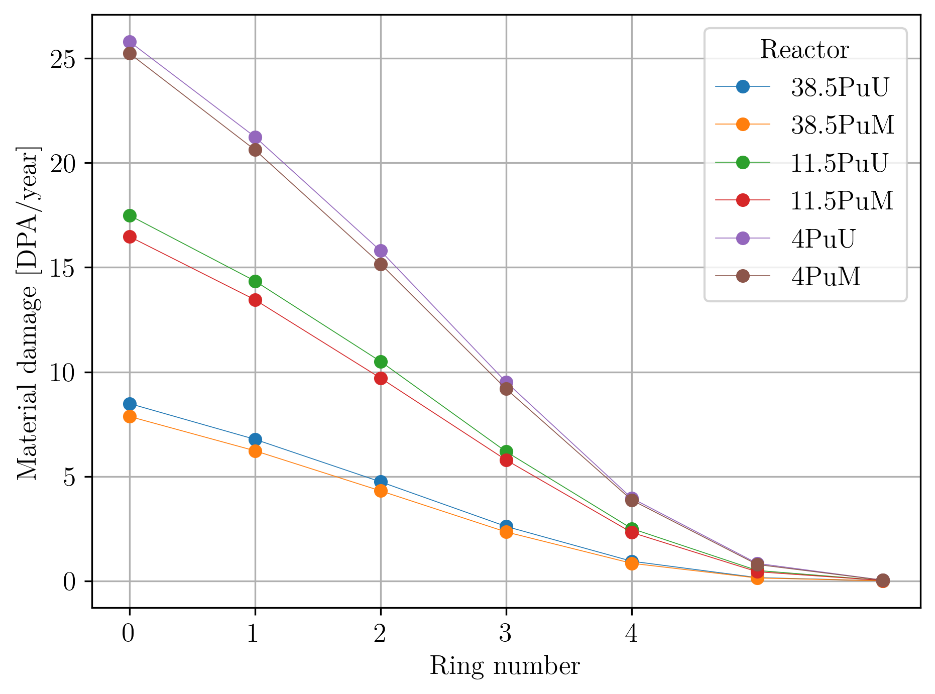 Material damage [DPA/year]
25
20
15
10
5
0
0 1 2 3 4
Ring number
Reactor
38.5PuU
38.5PuM
11.5PuU
11.5PuM
4PuU
4PuM